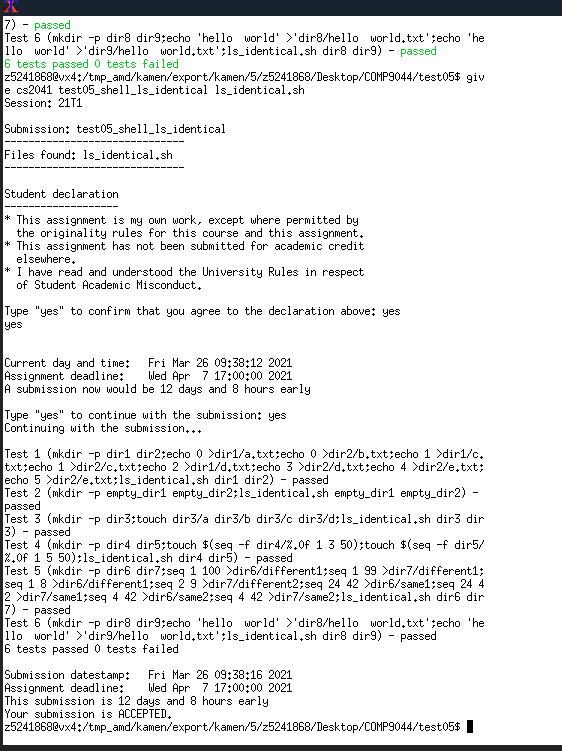 7) - passed
Test 6 (mkdir -p dir8 dir9;echo 'hello  world' >'dir8/hello  world.txt';echo 'he
llo  world' >'dir9/hello  world.txt';ls_identical.sh dir8 dir9) - passed
6 tests passed 0 tests failed
z5241868@vx4:/tmp_amd/kamen/export/kamen/5/z5241868/Desktop/COMP9044/test05$ giv
e cs2041 test05_shell_ls_identical ls_identical.sh
Session: 21T1
Submission: test05_shell_ls_identical
------------------------------
Files found: ls_identical.sh
------------------------------
Student declaration
-------------------
* This assignment is my own work, except where permitted by
  the originality rules for this course and this assignment.
* This assignment has not been submitted for academic credit
  elsewhere.
* I have read and understood the University Rules in respect
  of Student Academic Misconduct.
Type "yes" to confirm that you agree to the declaration above: yes
yes
Current day and time:   Fri Mar 26 09:38:12 2021
Assignment deadline:    Wed Apr  7 17:00:00 2021
A submission now would be 12 days and 8 hours early
Type "yes" to continue with the submission: yes
Continuing with the submission...
Test 1 (mkdir -p dir1 dir2;echo 0 >dir1/a.txt;echo 0 >dir2/b.txt;echo 1 >dir1/c.
txt;echo 1 >dir2/c.txt;echo 2 >dir1/d.txt;echo 3 >dir2/d.txt;echo 4 >dir2/e.txt;
echo 5 >dir2/e.txt;ls_identical.sh dir1 dir2) - passed
Test 2 (mkdir -p empty_dir1 empty_dir2;ls_identical.sh empty_dir1 empty_dir2) -
passed
Test 3 (mkdir -p dir3;touch dir3/a dir3/b dir3/c dir3/d;ls_identical.sh dir3 dir
3) - passed
Test 4 (mkdir -p dir4 dir5;touch $(seq -f dir4/%.0f 1 3 50);touch $(seq -f dir5/
%.0f 1 5 50);ls_identical.sh dir4 dir5) - passed
Test 5 (mkdir -p dir6 dir7;seq 1 100 >dir6/different1;seq 1 99 >dir7/different1;
seq 1 8 >dir6/different1;seq 2 9 >dir7/different2;seq 24 42 >dir6/same1;seq 24 4
2 >dir7/same1;seq 4 42 >dir6/same2;seq 4 42 >dir7/same2;ls_identical.sh dir6 dir
7) - passed
Test 6 (mkdir -p dir8 dir9;echo 'hello  world' >'dir8/hello  world.txt';echo 'he
llo  world' >'dir9/hello  world.txt';ls_identical.sh dir8 dir9) - passed
6 tests passed 0 tests failed
Submission datestamp:   Fri Mar 26 09:38:16 2021
Assignment deadline:    Wed Apr  7 17:00:00 2021
This submission is 12 days and 8 hours early
Your submission is ACCEPTED.
z5241868@vx4:/tmp_amd/kamen/export/kamen/5/z5241868/Desktop/COMP9044/test05$